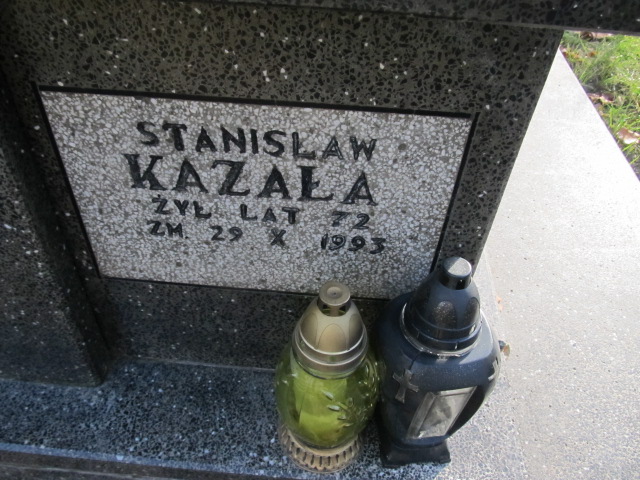 STANISŁAW
KAZAŁA
ŻYŁ LAT 72
ZM. 29 X 1993